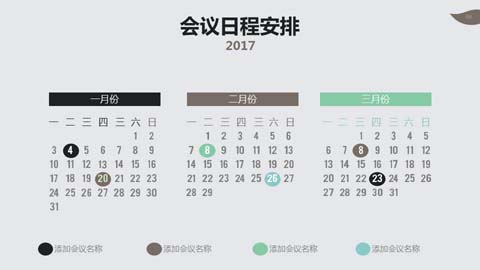 会议日程安排
2017
一月份 二月份 三月份
一 二 三 四 五 六 日 一 二 三 四 五 六 日 一 二 三 四 五 六 日
1 2 1 2 3 4 5 6 1 2 3 4 5
3 4 5 6 7 8 9 7 8 9 10 11 12 13 6 7 8 9 10 11 12
10 11 12 13 14 15 16 14 15 16 17 18 19 20 13 14 15 16 17 18 19
17 18 19 20 21 22 23 21 22 23 24 25 26 27 20 21 22 23 24 25 26
24 25 26 27 28 29 30 28 29 27 28 29 30 31
31
添加会议名称 添加会议名称 添加会议名称 添加会议名称